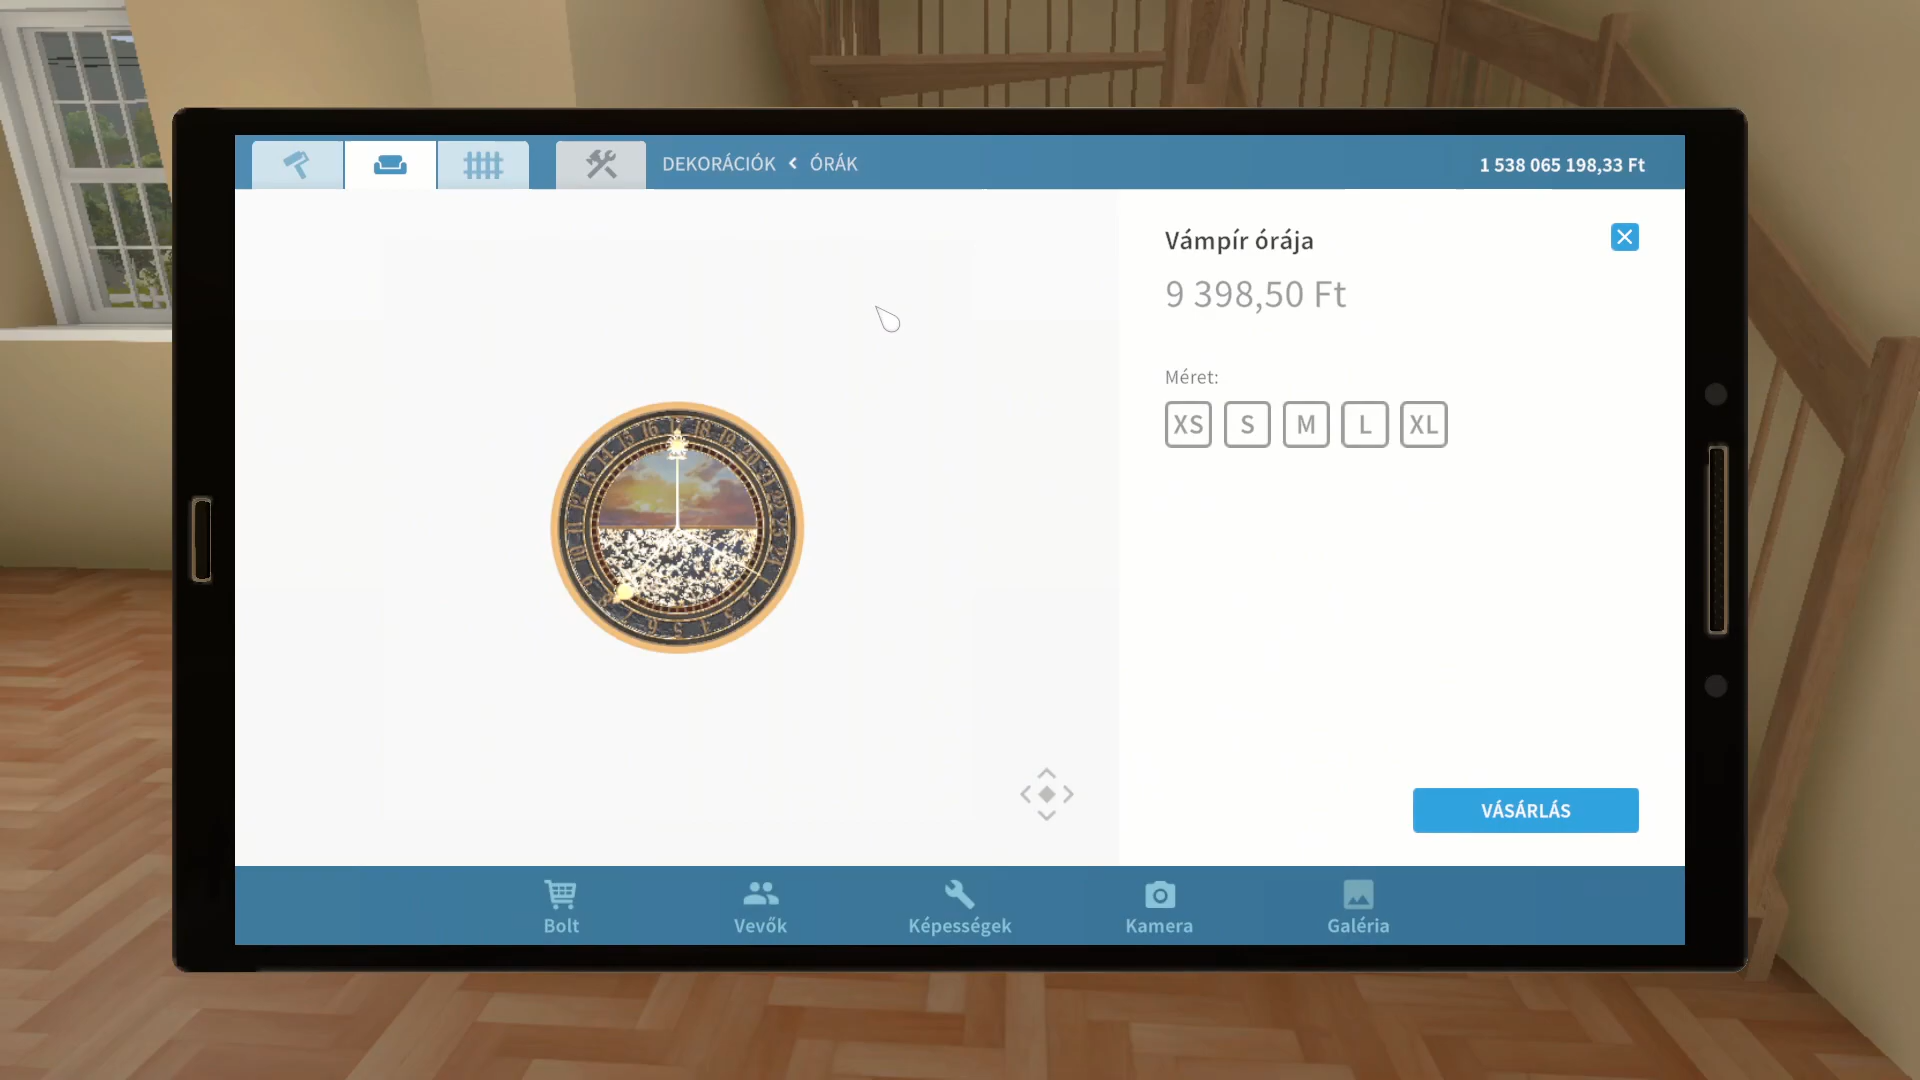 DEKORÁCIÓK < ÓRÁK
1 538 065 198,33 Ft
Vámpír órája
9 398,50 Ft
Méret:
XS S M L XL
VÁSÁRLÁS
Bolt Vevők Képességek Kamera Galéria